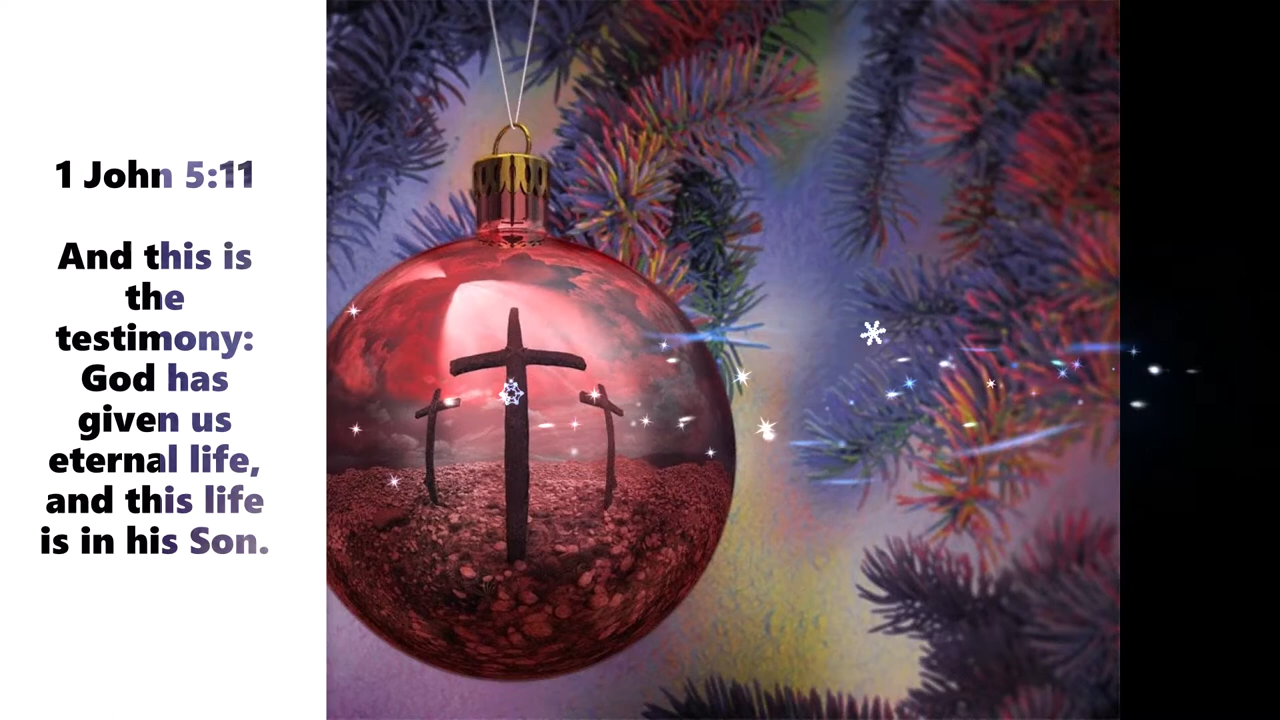 1 John 5:11
And this is
the
testimony:
God has
given us
eternal life,
and this life
is in his Son.